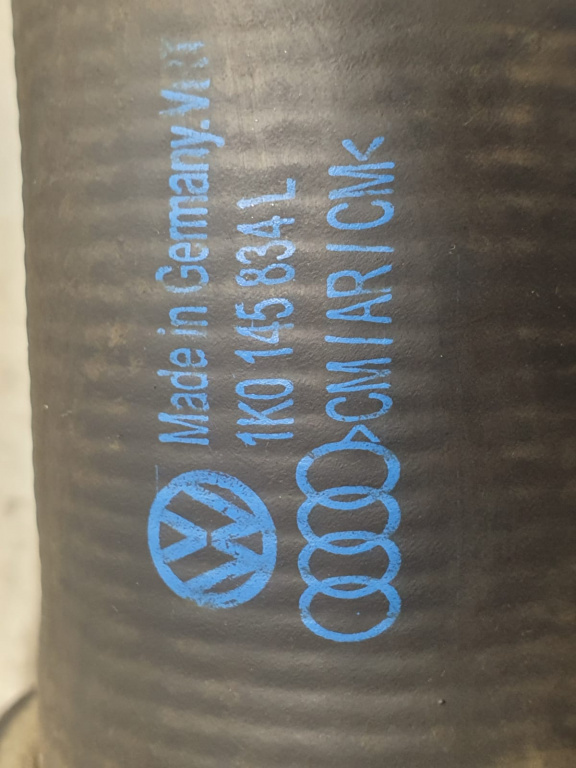 Made in Germany.
1K0 145 834 L
>CM / AR / CM<